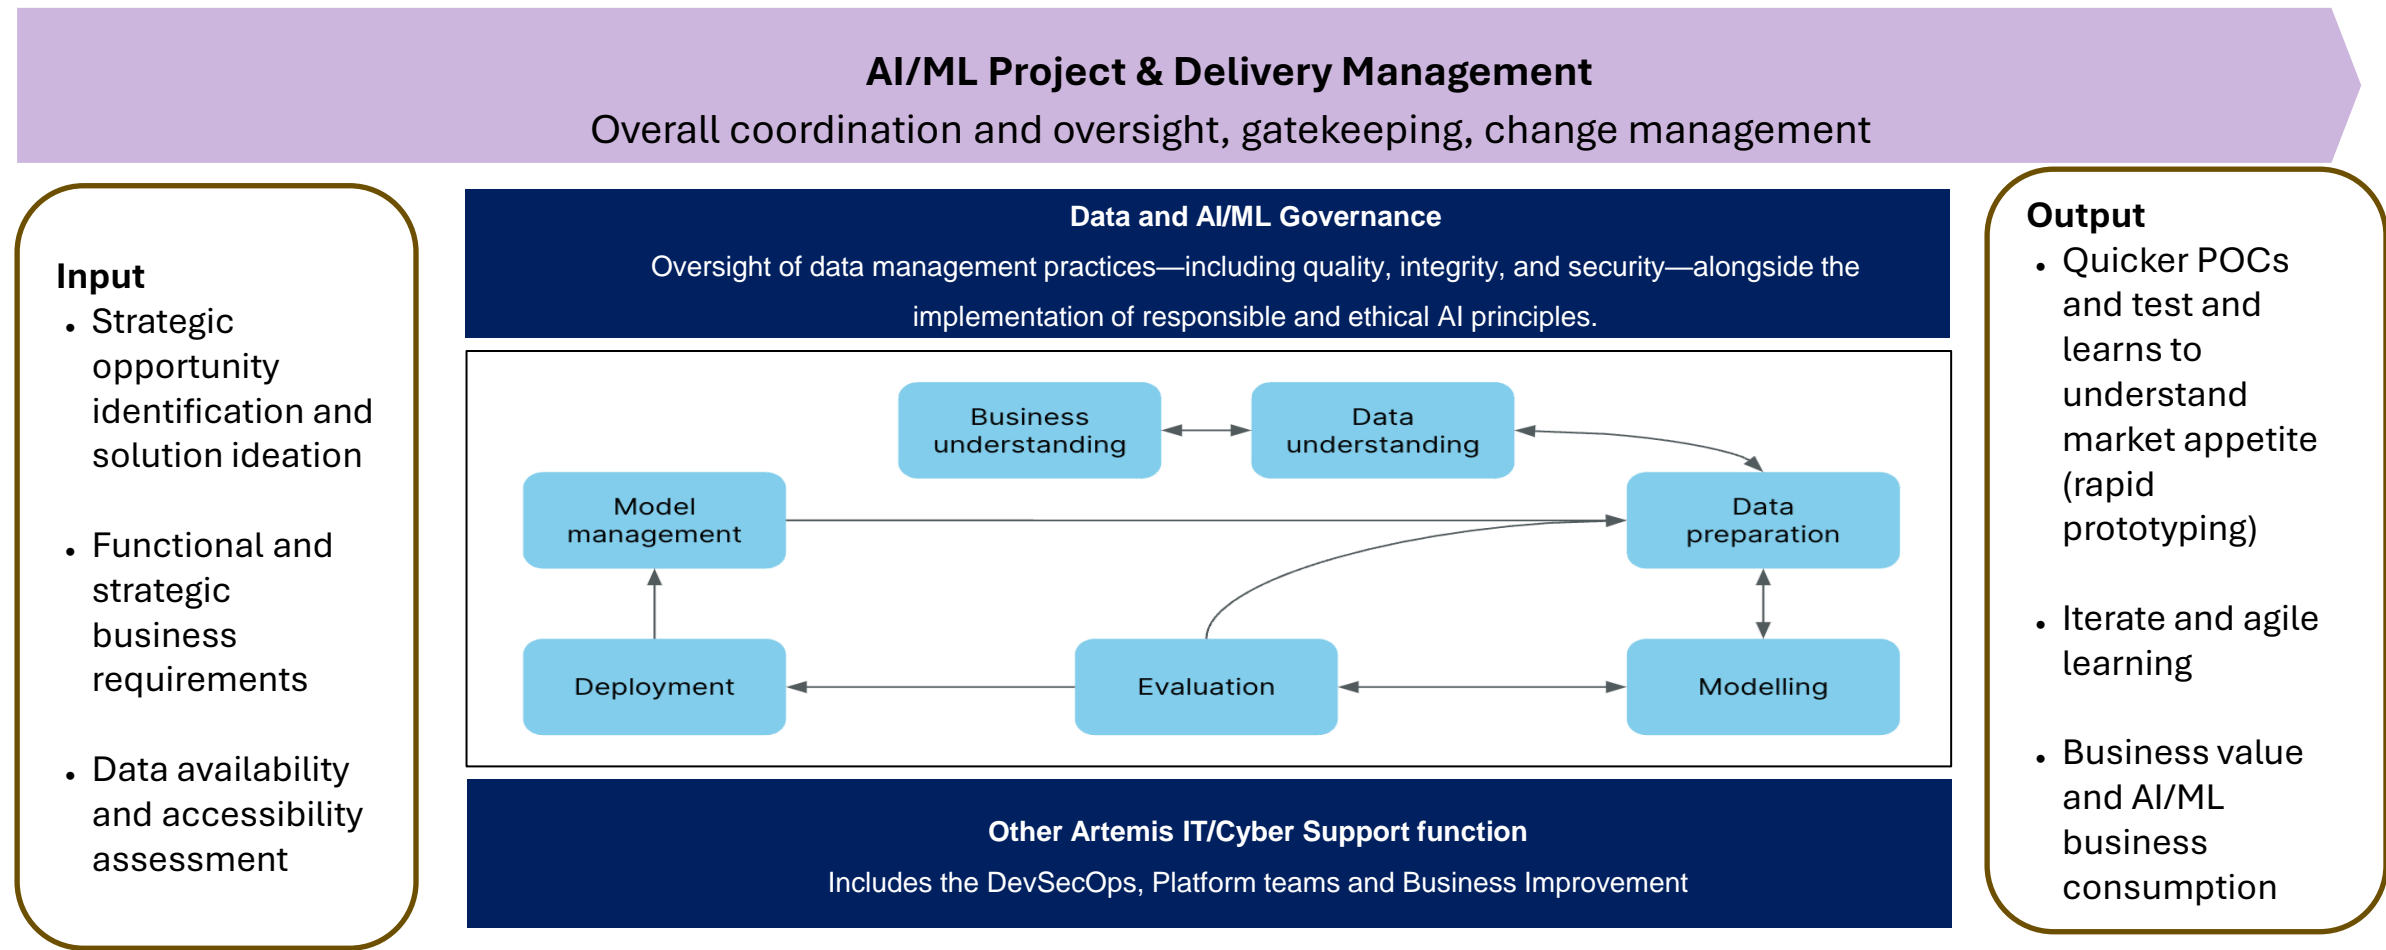 AI/ML Project & Delivery Management
Overall coordination and oversight, gatekeeping, change management
Input
• Strategic
opportunity
identification and
solution ideation
• Functional and
strategic
business
requirements
• Data availability
and accessibility
assessment
Data and AI/ML Governance
Oversight of data management practices—including quality, integrity, and security—alongside the
implementation of responsible and ethical AI principles.
Business
understanding
Data
understanding
Model
management
Data
preparation
Deployment
Evaluation
Modelling
Other Artemis IT/Cyber Support function
Includes the DevSecOps, Platform teams and Business Improvement
Output
• Quicker POCs
and test and
learns to
understand
market appetite
(rapid
prototyping)
• Iterate and agile
learning
• Business value
and AI/ML
business
consumption